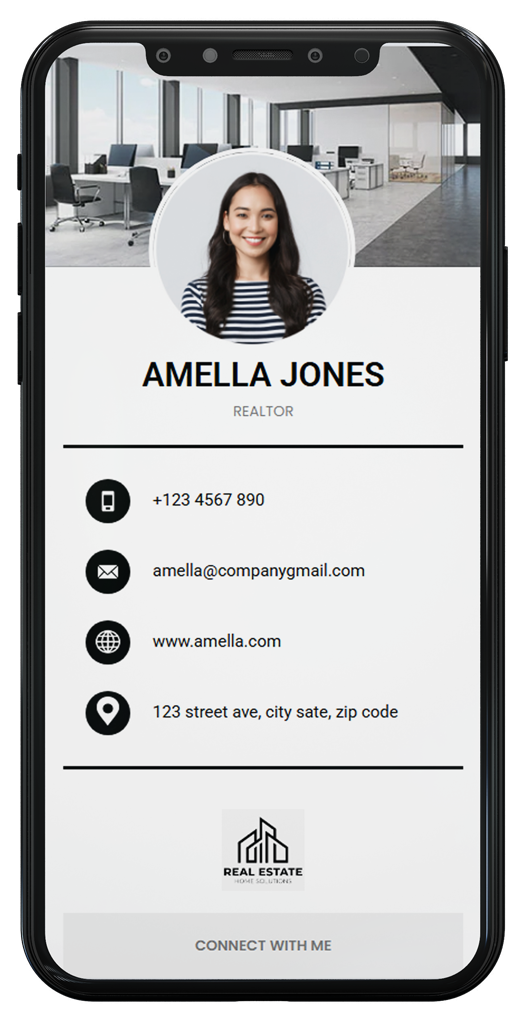 AMELLA JONES
REALTOR
+123 4567 890
amella@companygmail.com
www.amella.com
123 street ave, city sate, zip code
REAL ESTATE
HOME SOLUTIONS
CONNECT WITH ME